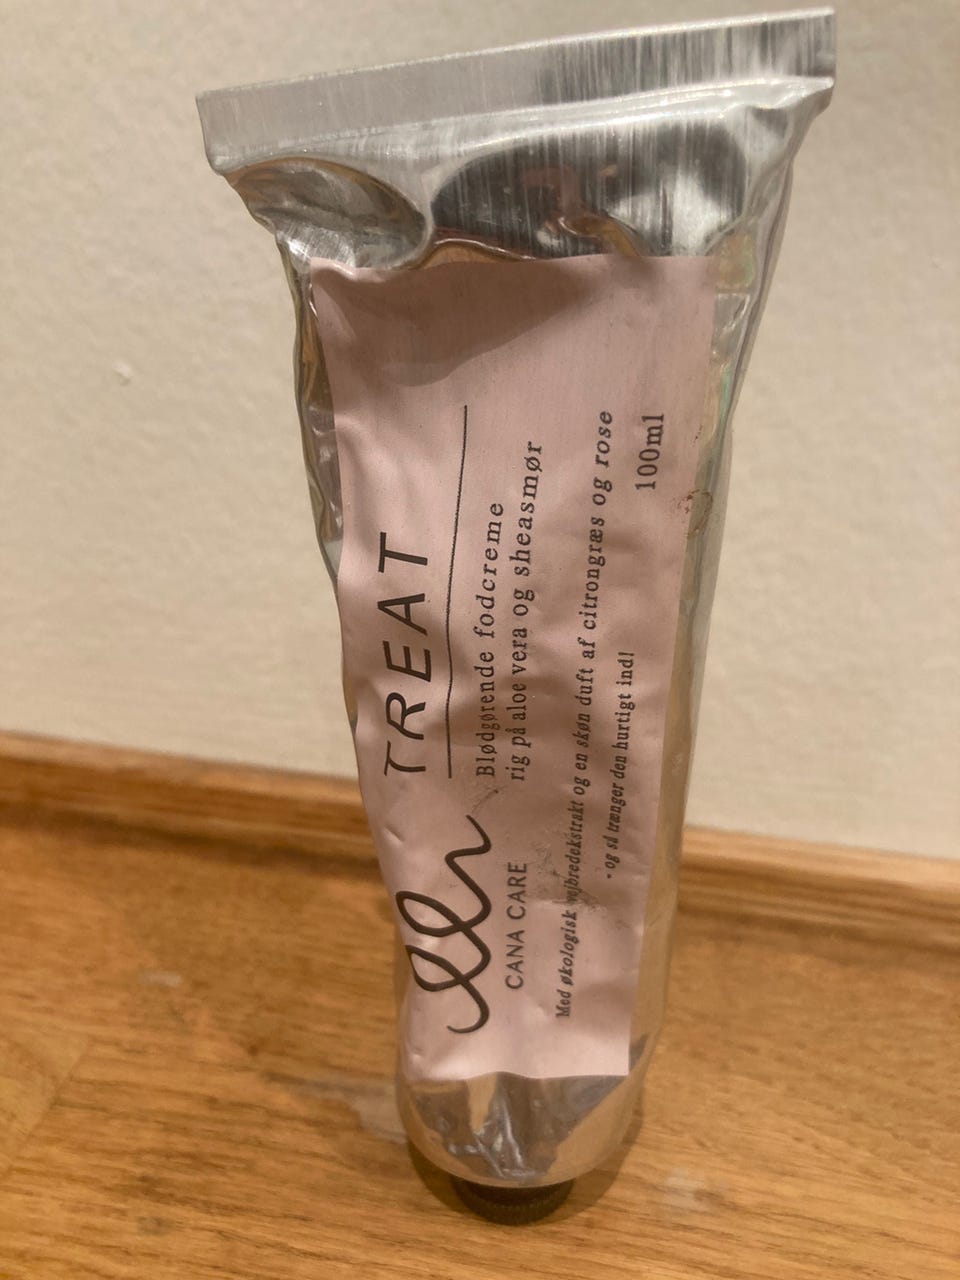 TREAT
Blødgørende fodcreme
rig på aloe vera og sheasmør
CANA CARE
Med økologisk vejbredekstrakt og en skøn duft af citrongræs og rose
- og så trænger den hurtigt ind!
100ml